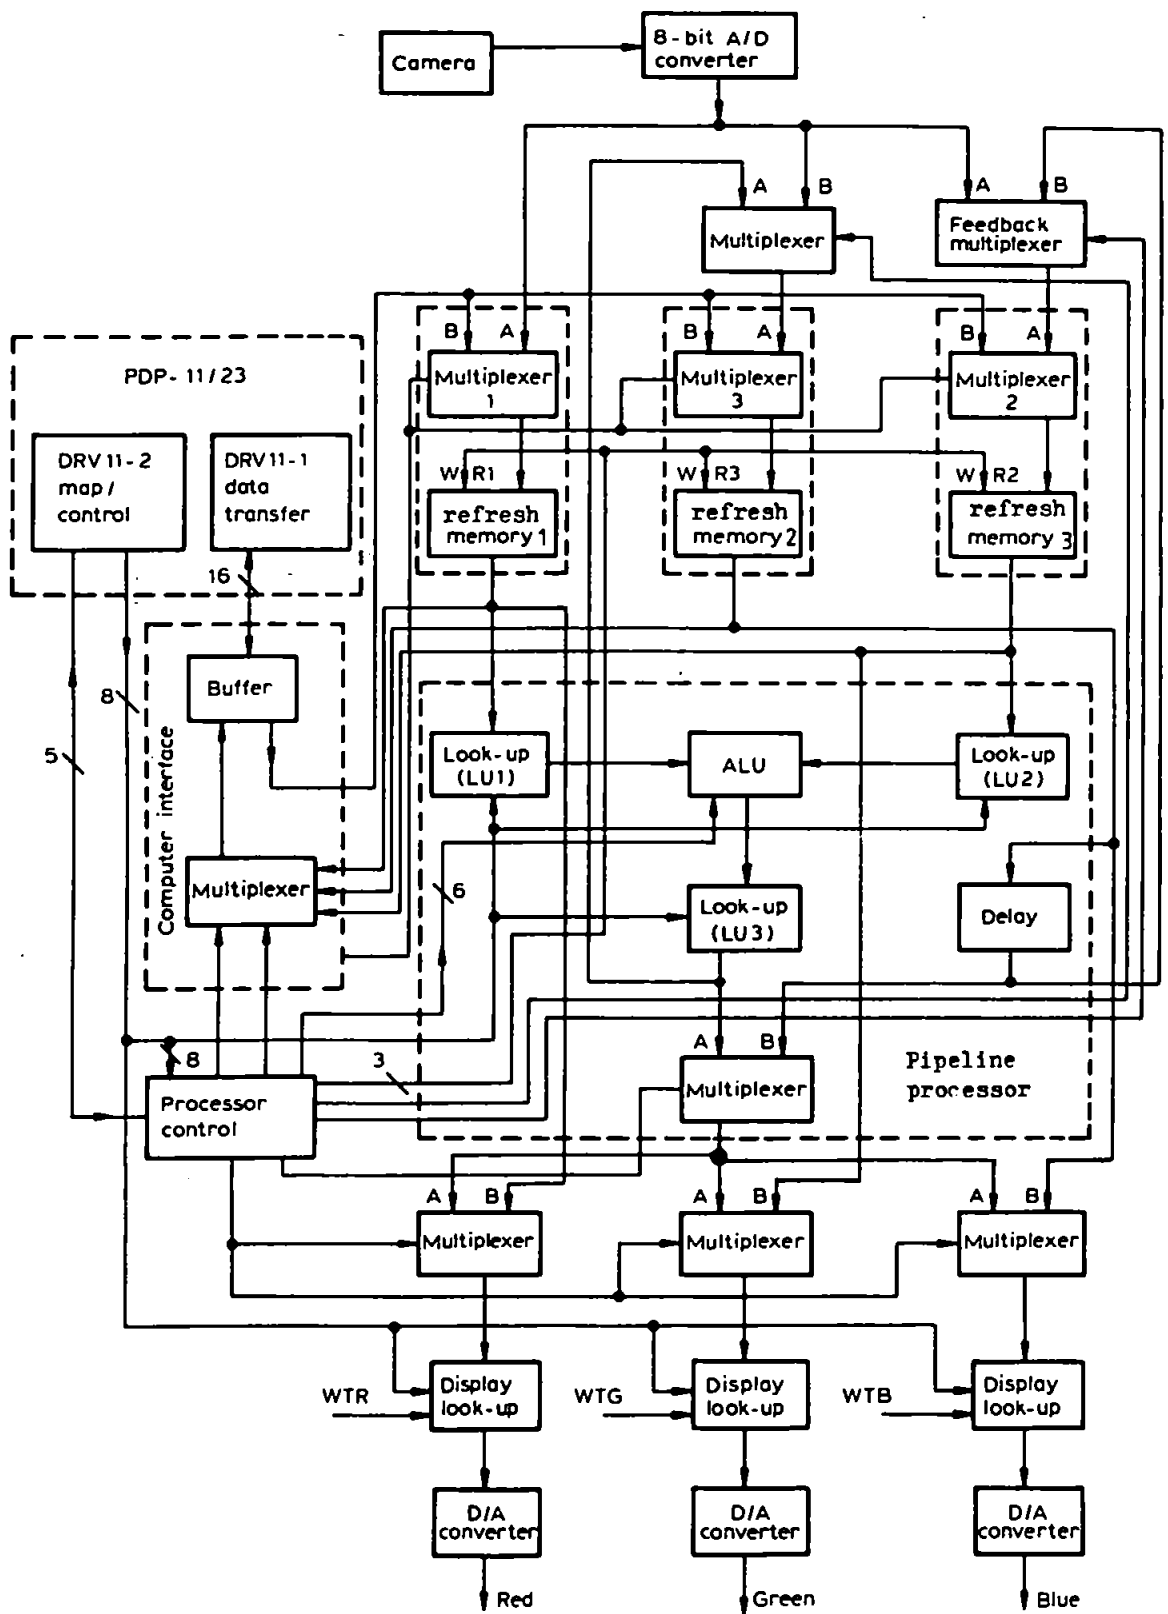 Camera
8-bit A/D
converter
A
B
A
B
Multiplexer
Feedback
multiplexer
B
A
B
A
B
A
PDP-11/23
Multiplexer
1
Multiplexer
3
Multiplexer
2
DRV11-2
map/
control
DRV11-1
data
transfer
W R1
W R3
W R2
refresh
memory 1
refresh
memory 2
refresh
memory 3
16
Buffer
8
5
Computer interface
Look-up
(LU1)
ALU
Look-up
(LU2)
Multiplexer
6
Look-up
(LU3)
Delay
A
B
8
3
Processor
control
Multiplexer
Pipeline
processor
A
B
A
B
A
B
Multiplexer
Multiplexer
Multiplexer
WTR
Display
look-up
WTG
Display
look-up
WTB
Display
look-up
D/A
converter
D/A
converter
D/A
converter
Red
Green
Blue